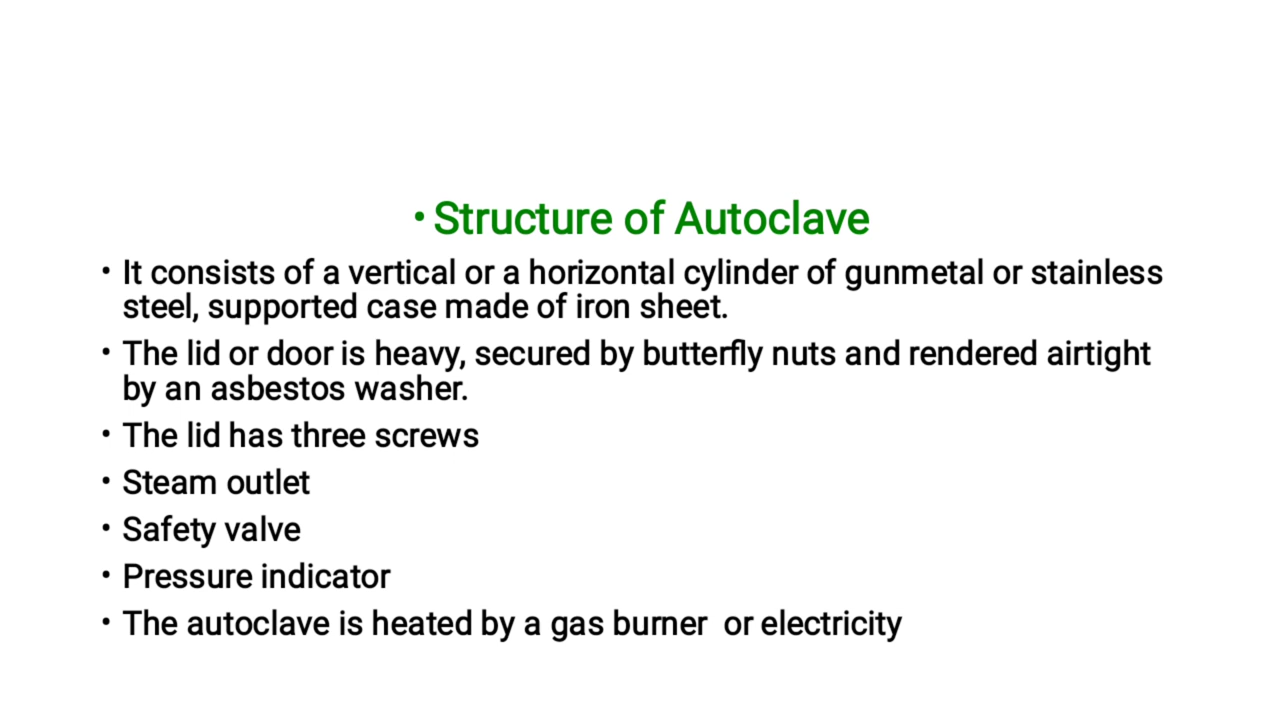 • Structure of Autoclave
• It consists of a vertical or a horizontal cylinder of gunmetal or stainless
steel, supported case made of iron sheet.
• The lid or door is heavy, secured by butterfly nuts and rendered airtight
by an asbestos washer.
• The lid has three screws
• Steam outlet
• Safety valve
• Pressure indicator
• The autoclave is heated by a gas burner  or electricity